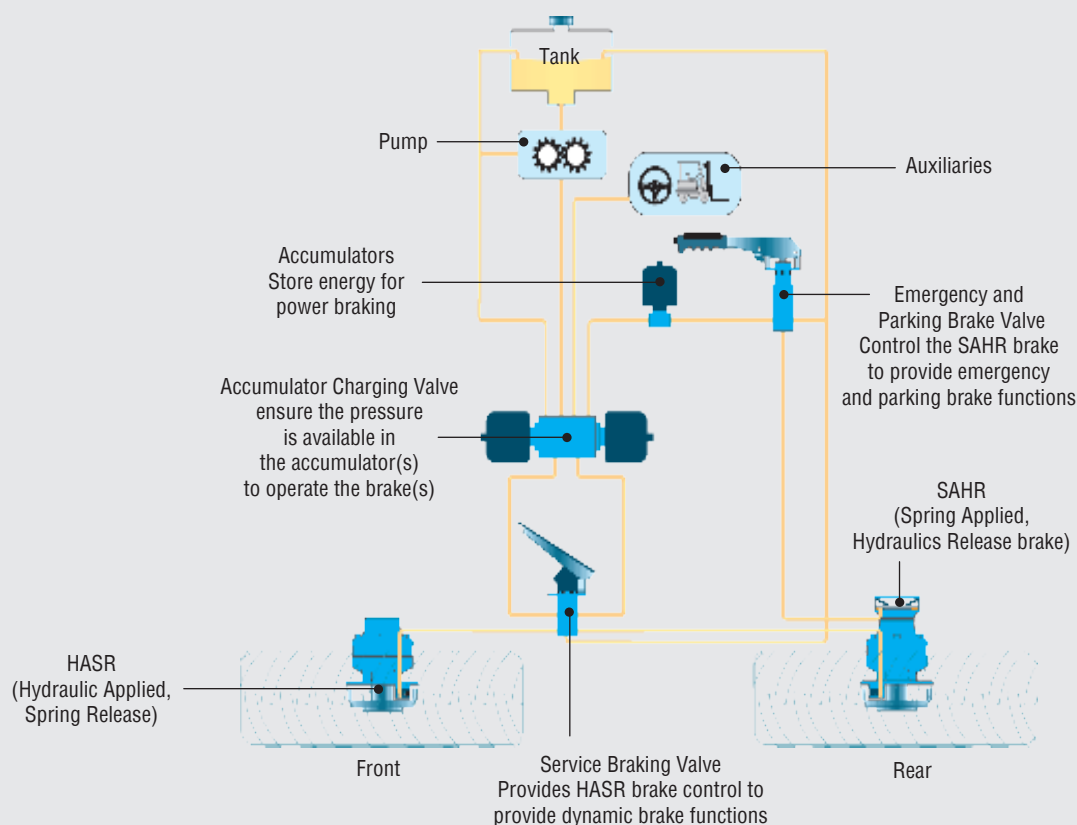 Tank
Pump
Auxiliaries
Accumulators
Store energy for
power braking
Emergency and
Parking Brake Valve
Control the SAHR brake
to provide emergency
and parking brake functions
Accumulator Charging Valve
ensure the pressure
is available in
the accumulator(s)
to operate the brake(s)
SAHR
(Spring Applied,
Hydraulics Release brake)
HASR
(Hydraulic Applied,
Spring Release)
Front
Service Braking Valve
Provides HASR brake control to
provide dynamic brake functions
Rear